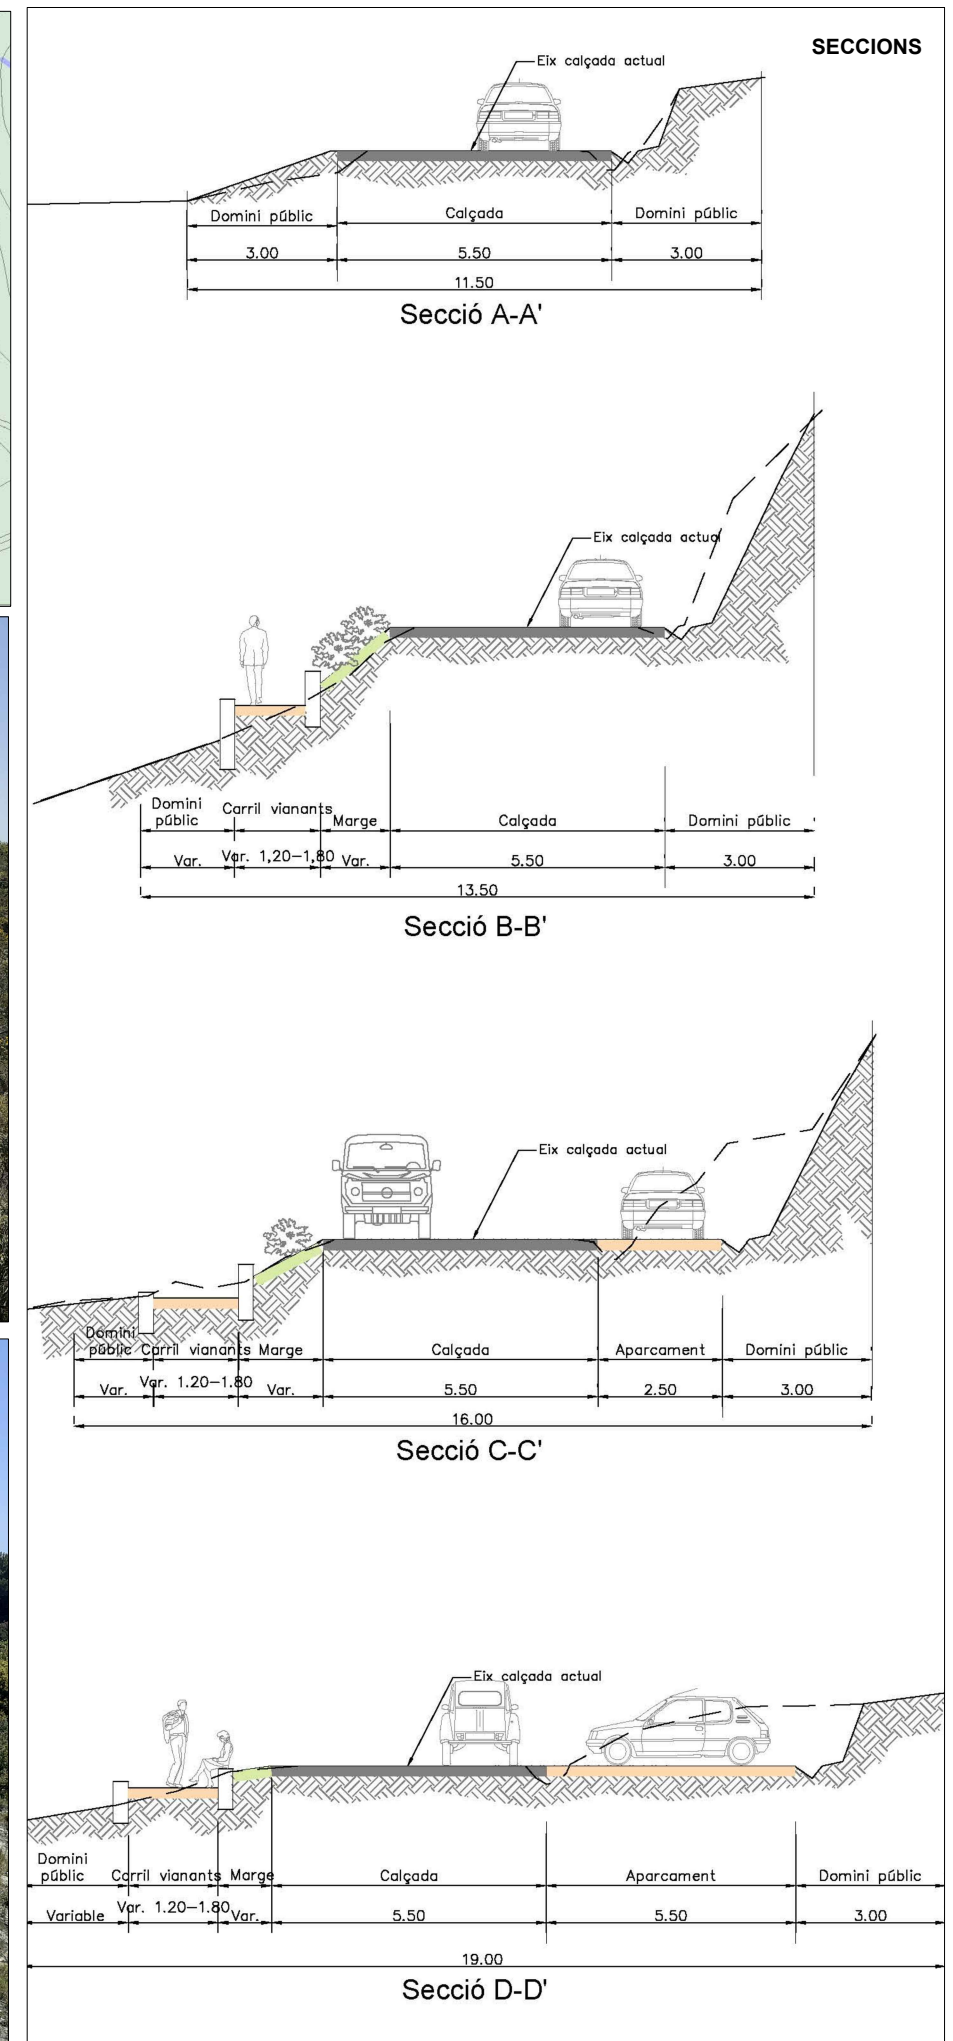 SECCIONS
Eix calçada actual
Domini públic Calçada Domini públic
3.00 5.50 3.00
11.50
Secció A-A'
Eix calçada actual
Domini
públic Carril vianants Marge Calçada Domini públic
Var. Var. 1,20-1,80 Var. 5.50 3.00
13.50
Secció B-B'
Eix calçada actual
Domini
públic Carril vianants Marge Calçada Aparcament Domini públic
Var. Var. 1.20-1.80 Var. 5.50 2.50 3.00
16.00
Secció C-C'
Eix calçada actual
Domini
públic Carril vianants Marge Calçada Aparcament Domini públic
Variable Var. 1.20-1.80 Var. 5.50 5.50 3.00
19.00
Secció D-D'